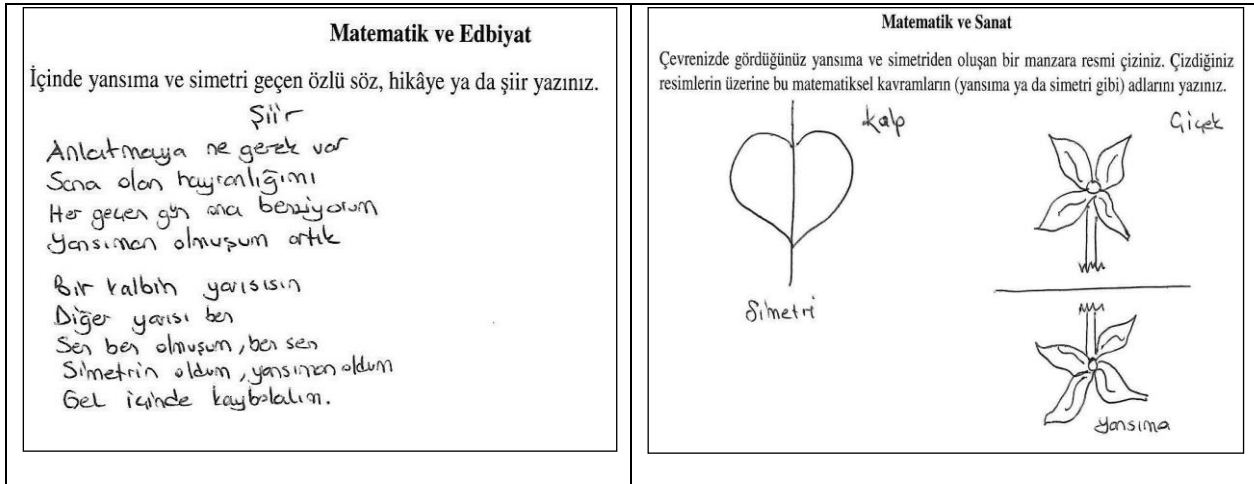 Matematik ve Edbiyat
İçinde yansıma ve simetri geçen özlü söz, hikâye ya da şiir yazınız.
Şiir
Anlatmaya ne gerek var
Sana olan hayranlığımı
Her geçen gün ona benziyorum
Yansıman olmuşum artık
Bir kalbin yarısısın
Diğer yarısı ben
Sen ben olmuşum, ben sen
Simetrin oldum, yansıman oldum
Gel içinde kaybolalım.
Matematik ve Sanat
Çevrenizde gördüğünüz yansıma ve simetriden oluşan bir manzara resmi çiziniz. Çizdiğiniz
resimlerin üzerine bu matematiksel kavramların (yansıma ya da simetri gibi) adlarını yazınız.
kalp
Çiçek
Simetri
Yansıma